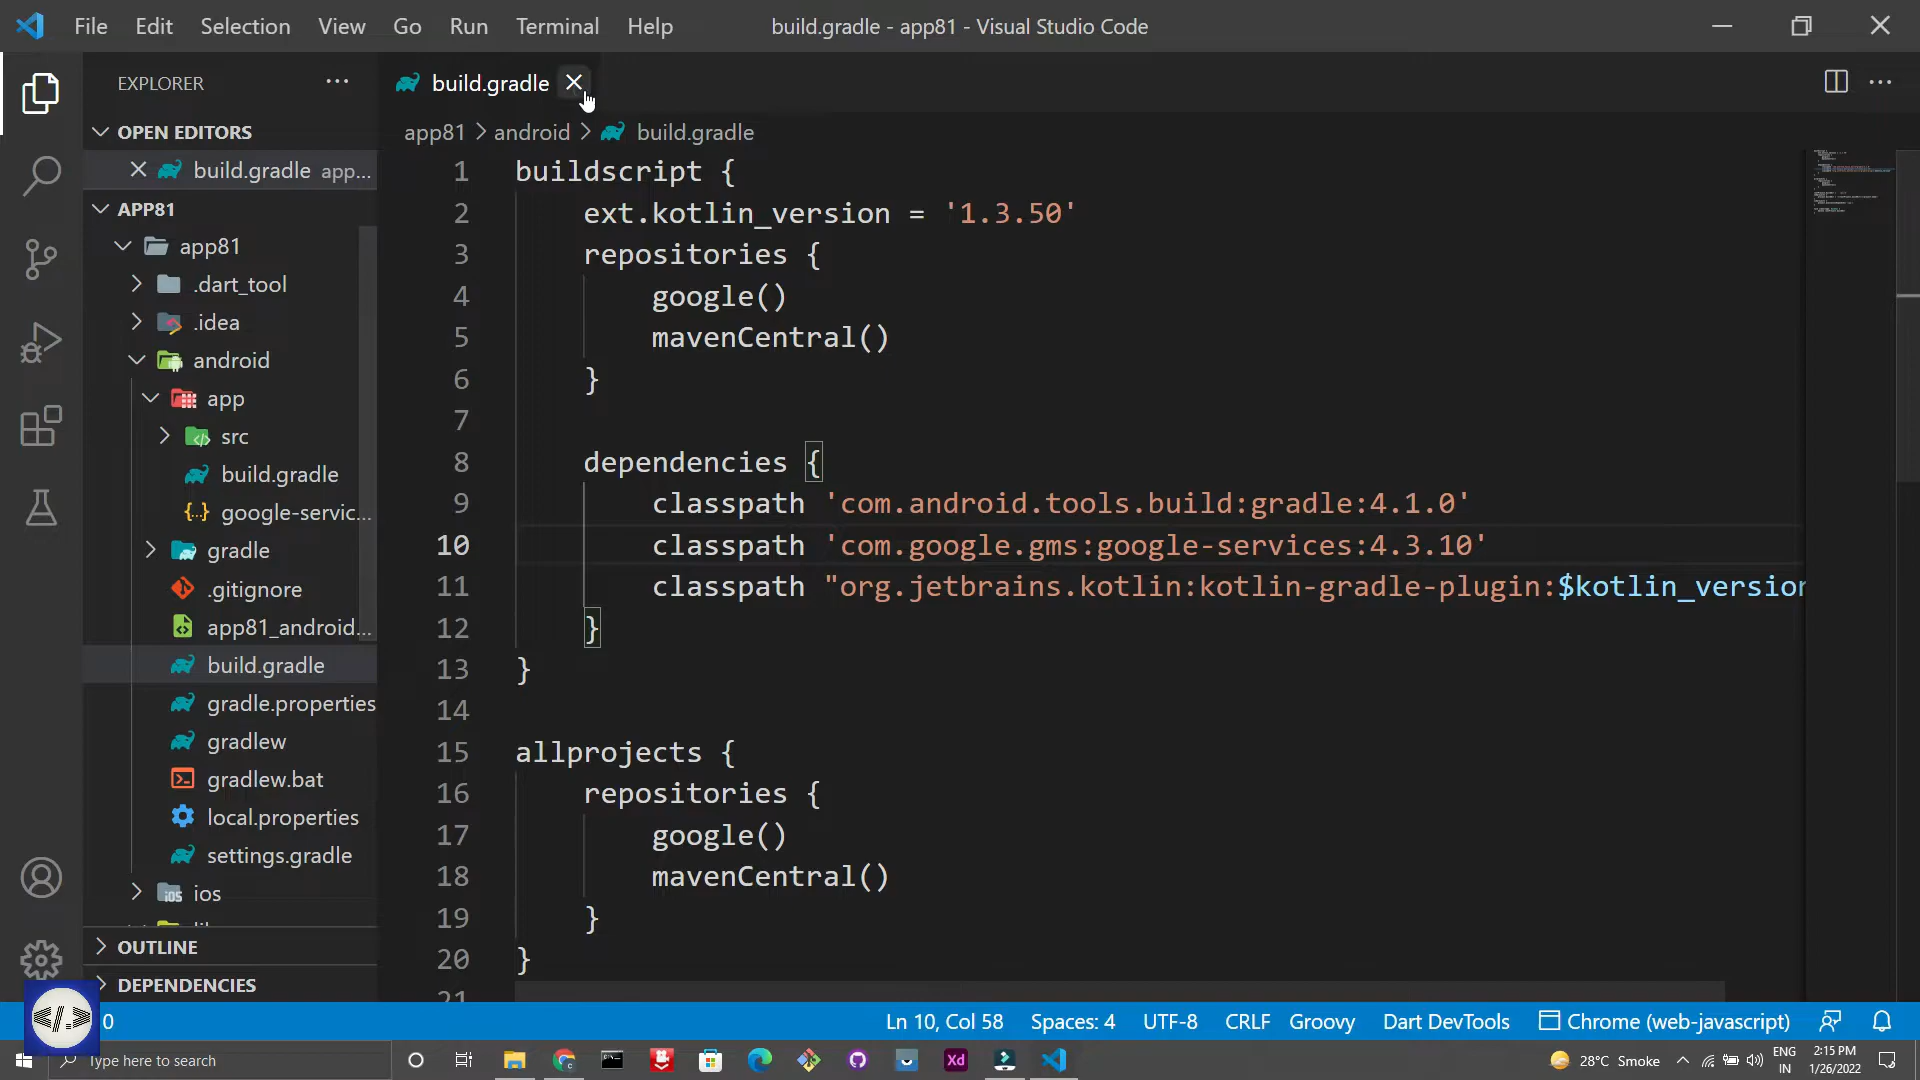 File Edit Selection View Go Run Terminal Help build.gradle - app81 - Visual Studio Code
EXPLORER
OPEN EDITORS
build.gradle app...
APP81
app81
.dart_tool
.idea
android
app
src
build.gradle
google-servic...
gradle
.gitignore
app81_android...
build.gradle
gradle.properties
gradlew
gradlew.bat
local.properties
settings.gradle
ios
OUTLINE
DEPENDENCIES
build.gradle
app81 > android > build.gradle
1 buildscript {
2 ext.kotlin_version = '1.3.50'
3 repositories {
4 google()
5 mavenCentral()
6 }
7
8 dependencies {
9 classpath 'com.android.tools.build:gradle:4.1.0'
10 classpath 'com.google.gms:google-services:4.3.10'
11 classpath "org.jetbrains.kotlin:kotlin-gradle-plugin:$kotlin_version
12 }
13 }
14
15 allprojects {
16 repositories {
17 google()
18 mavenCentral()
19 }
20 }
21
</> 0 Ln 10, Col 58 Spaces: 4 UTF-8 CRLF Groovy Dart DevTools Chrome (web-javascript)
Type here to search Xd 28°C Smoke ENG IN 2:15 PM 1/26/2022